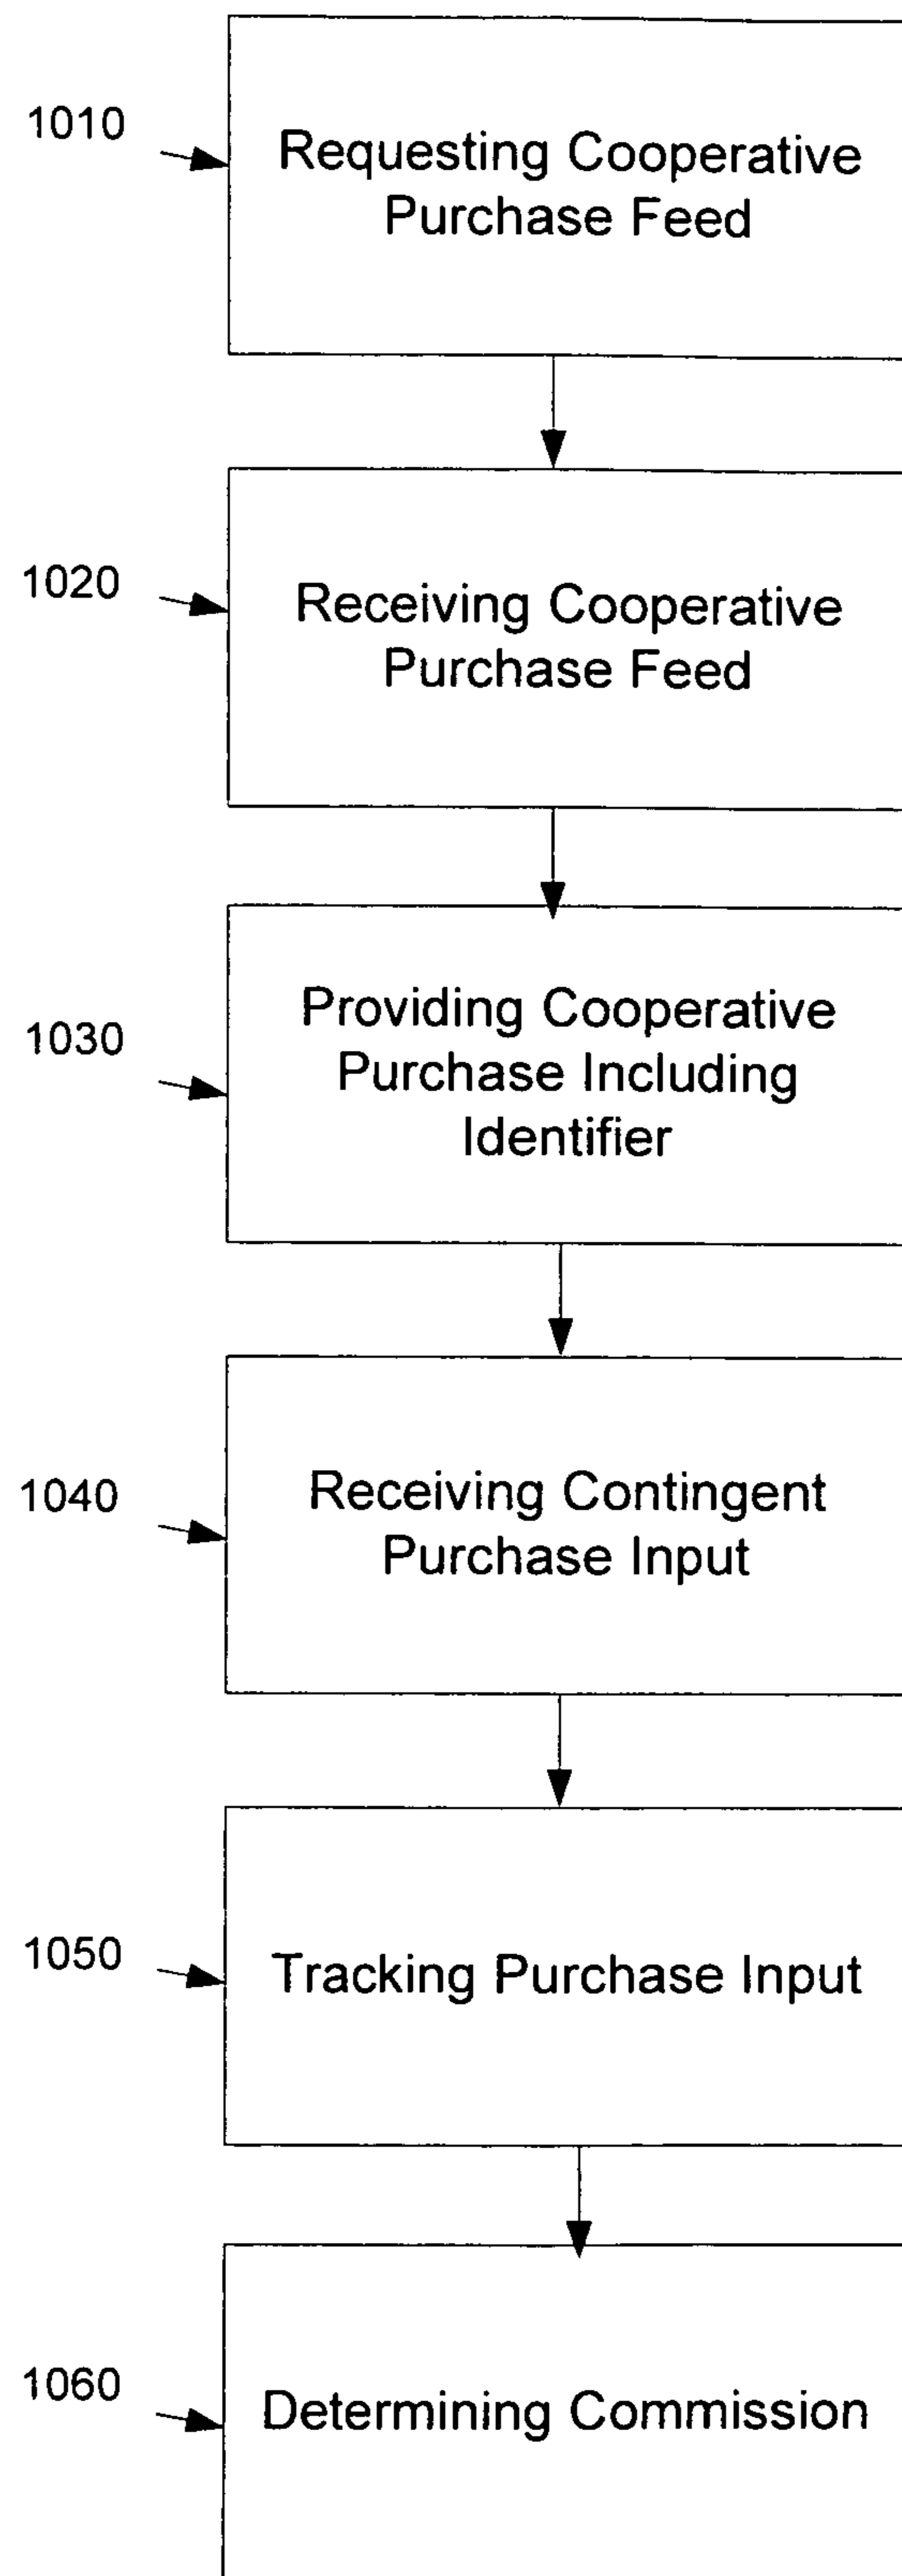 1010
Requesting Cooperative
Purchase Feed
1020
Receiving Cooperative
Purchase Feed
1030
Providing Cooperative
Purchase Including
Identifier
1040
Receiving Contingent
Purchase Input
1050
Tracking Purchase Input
1060
Determining Commission